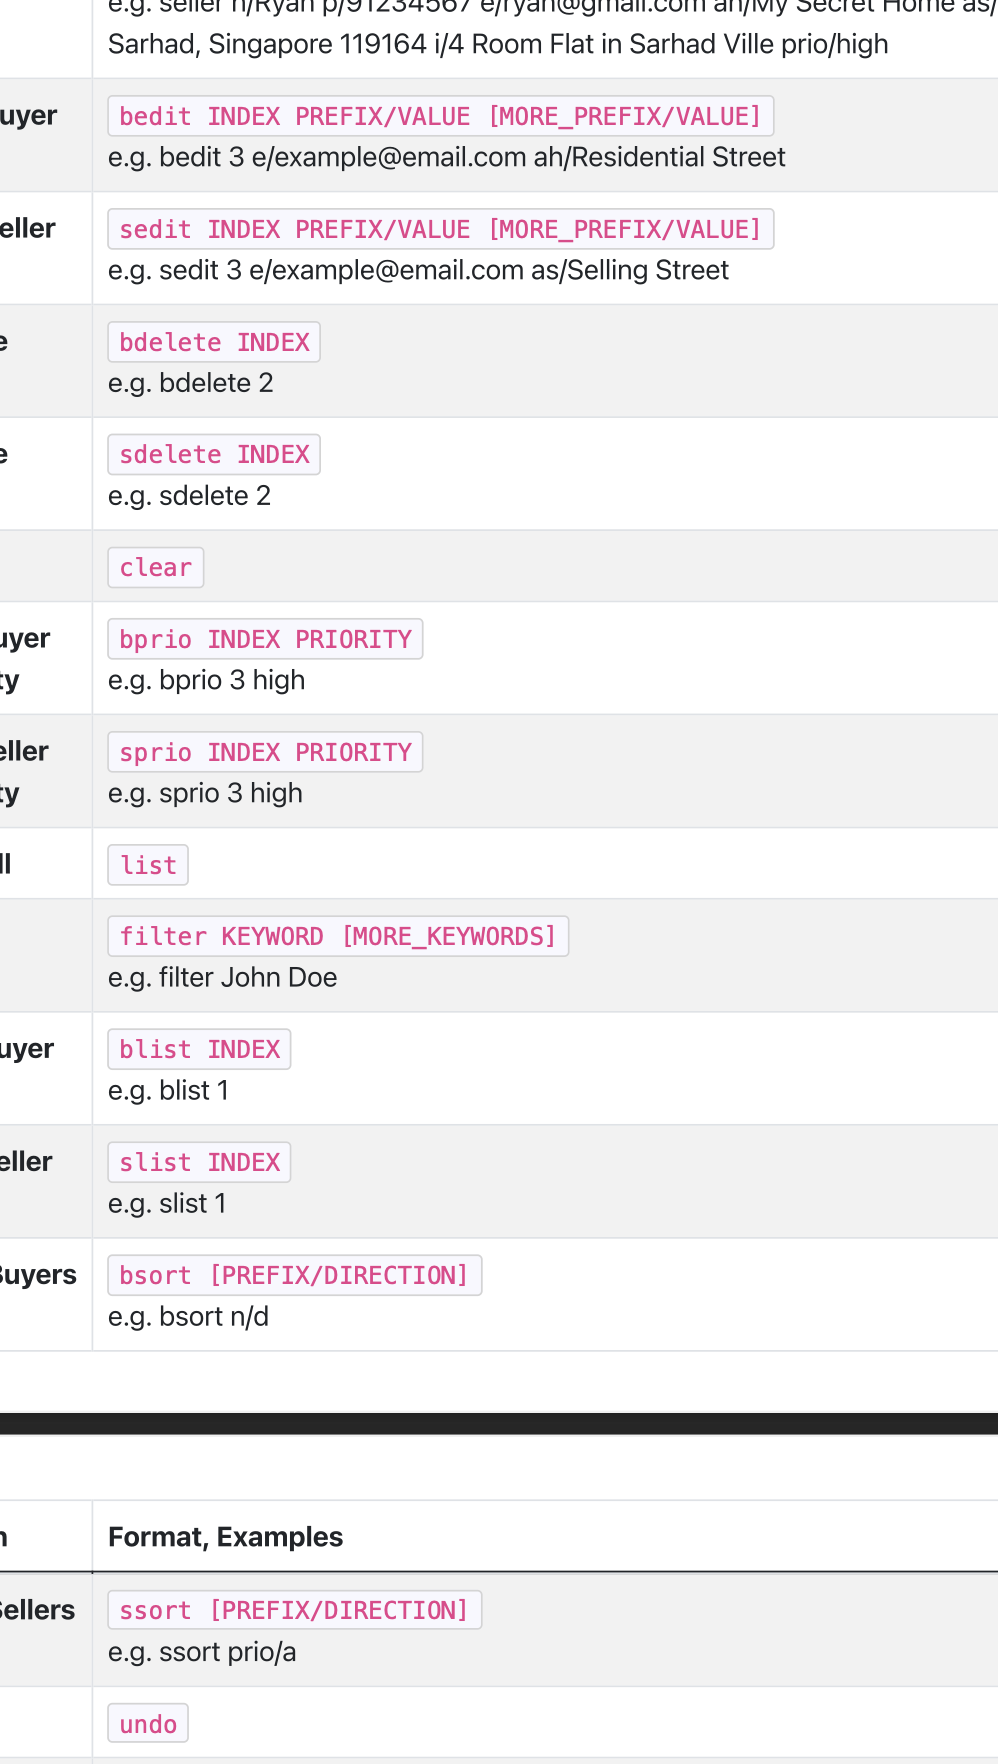 e.g. seller n/Ryan p/91234567 e/ryan@gmail.com ah/My Secret Home as/
Sarhad, Singapore 119164 i/4 Room Flat in Sarhad Ville prio/high
uyer
bedit INDEX PREFIX/VALUE [MORE_PREFIX/VALUE]
e.g. bedit 3 e/example@email.com ah/Residential Street
eller
sedit INDEX PREFIX/VALUE [MORE_PREFIX/VALUE]
e.g. sedit 3 e/example@email.com as/Selling Street
e
bdelete INDEX
e.g. bdelete 2
e
sdelete INDEX
e.g. sdelete 2
clear
uyer
ty
bprio INDEX PRIORITY
e.g. bprio 3 high
eller
ty
sprio INDEX PRIORITY
e.g. sprio 3 high
ll
list
filter KEYWORD [MORE_KEYWORDS]
e.g. filter John Doe
uyer
blist INDEX
e.g. blist 1
eller
slist INDEX
e.g. slist 1
Buyers
bsort [PREFIX/DIRECTION]
e.g. bsort n/d
n
Format, Examples
Sellers
ssort [PREFIX/DIRECTION]
e.g. ssort prio/a
undo